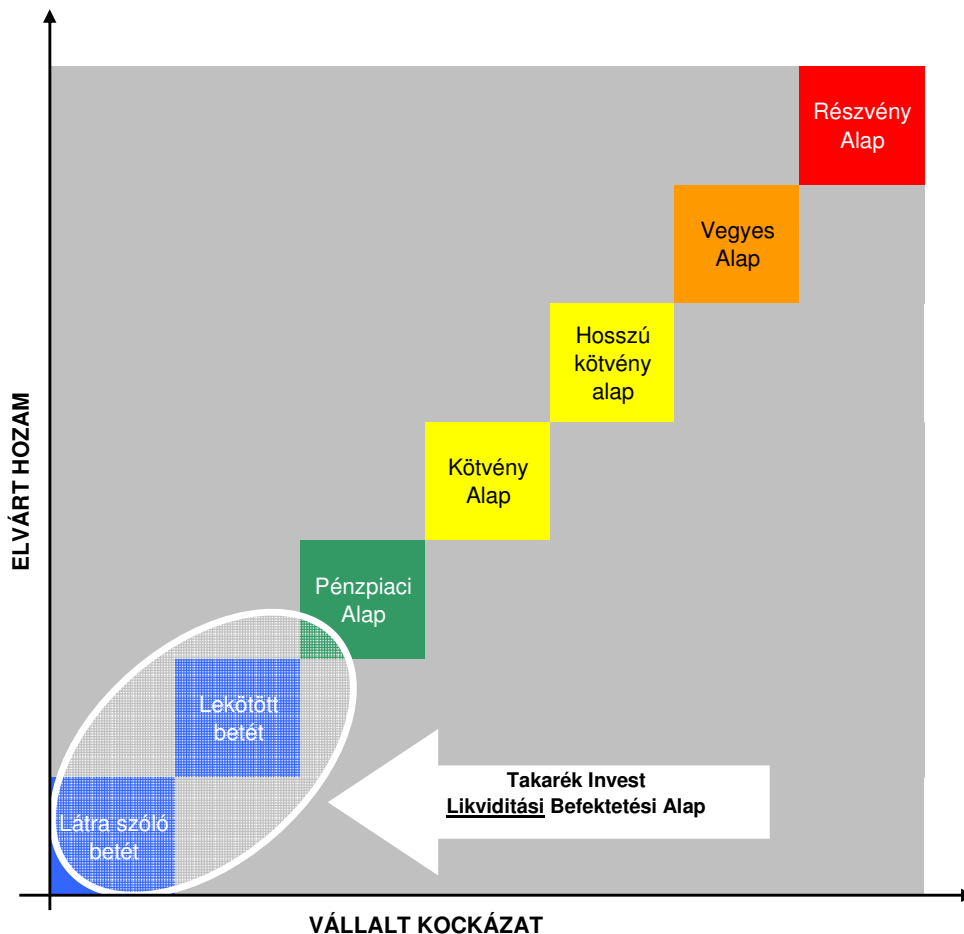 Részvény
Alap
Vegyes
Alap
Hosszú
kötvény
alap
Kötvény
Alap
Pénzpiaci
Alap
Lekötött
betét
Látra szóló
betét
Takarék Invest
Likviditási Befektetési Alap
ELVÁRT HOZAM
VÁLLALT KOCKÁZAT